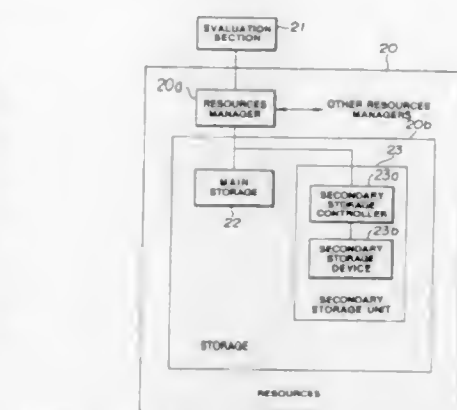 EVALUATION
SECTION
21
20
20a
RESOURCES
MANAGER
OTHER RESOURCES
MANAGERS
20b
23
23a
MAIN
STORAGE
22
SECONDARY
STORAGE
CONTROLLER
23b
SECONDARY
STORAGE
DEVICE
SECONDARY
STORAGE UNIT
STORAGE
RESOURCES